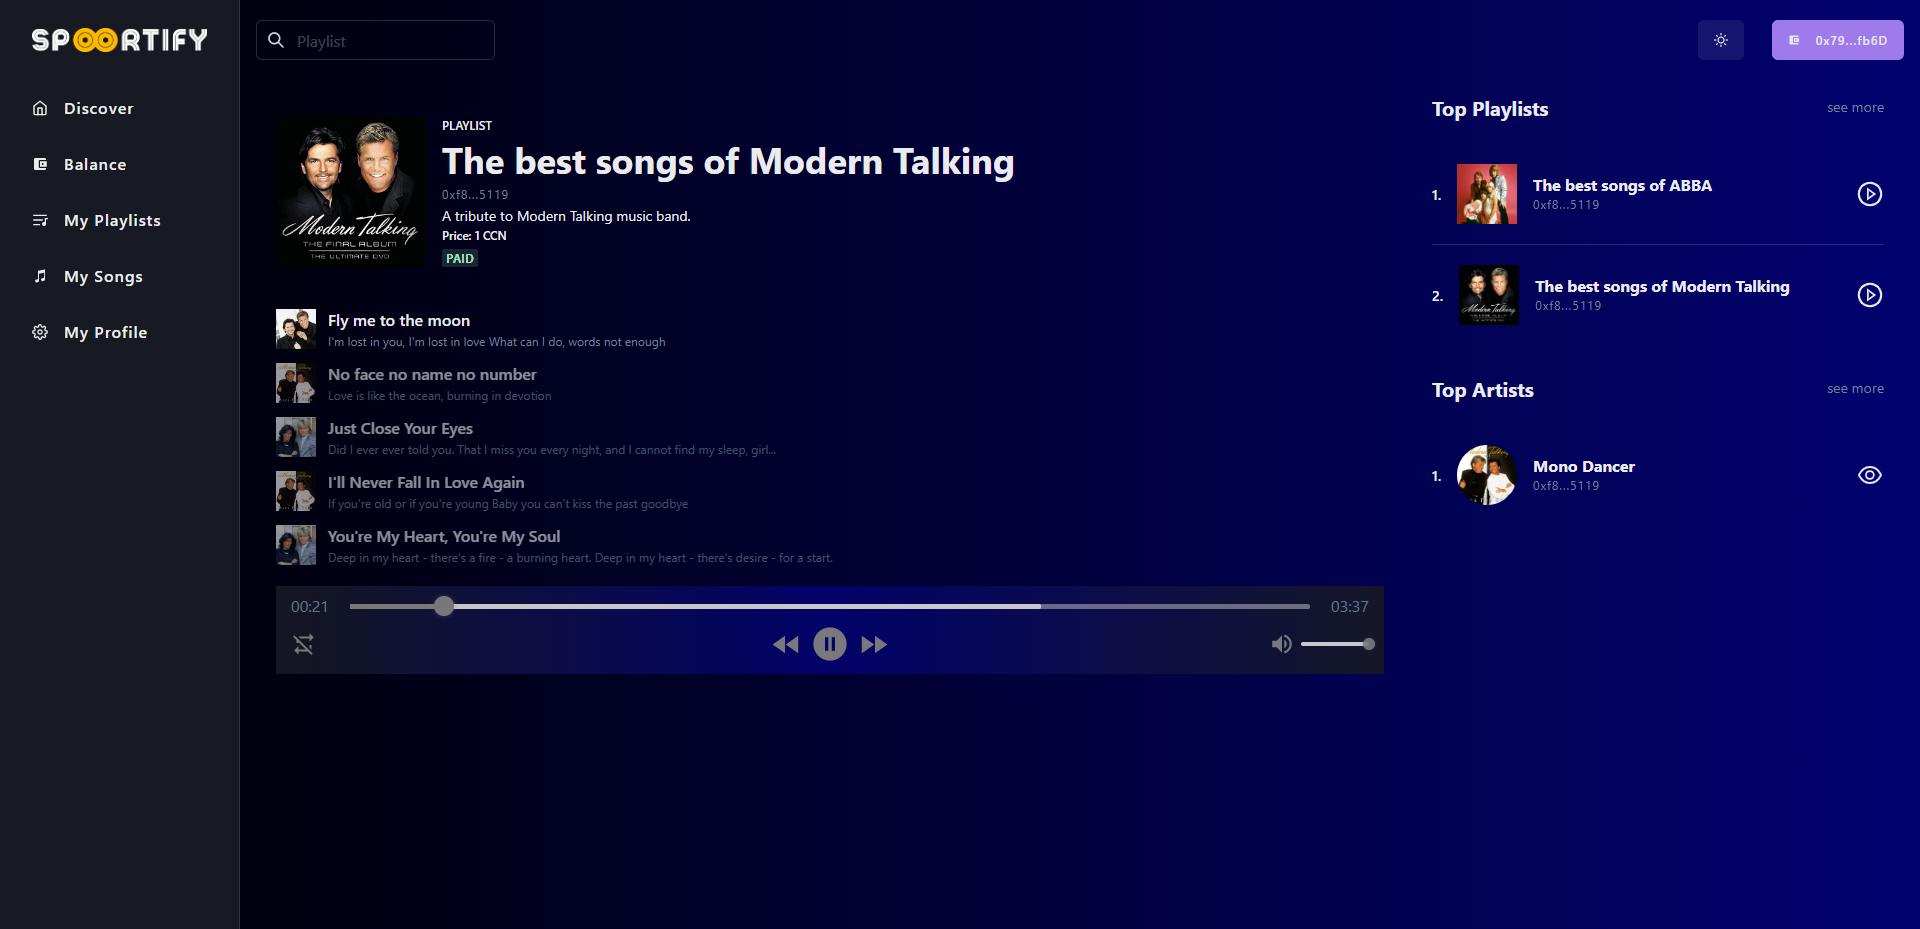 SPOORTIFY
Discover
Balance
My Playlists
My Songs
My Profile
Playlist
0x79...fb6D
Modern Talking
THE FINAL ALBUM
THE ULTIMATE DVD
PLAYLIST
The best songs of Modern Talking
0xf8...5119
A tribute to Modern Talking music band.
Price: 1 CCN
PAID
Fly me to the moon
I'm lost in you, I'm lost in love What can I do, words not enough
No face no name no number
Love is like the ocean, burning in devotion
Just Close Your Eyes
Did I ever ever told you. That I miss you every night, and I cannot find my sleep, girl...
I'll Never Fall In Love Again
If you're old or if you're young Baby you can't kiss the past goodbye
You're My Heart, You're My Soul
Deep in my heart - there's a fire - a burning heart. Deep in my heart - there's desire - for a start.
00:21
03:37
Top Playlists
see more
1.
The best songs of ABBA
0xf8...5119
2.
Modern Talking
The best songs of Modern Talking
0xf8...5119
Top Artists
see more
1.
Mono Dancer
0xf8...5119